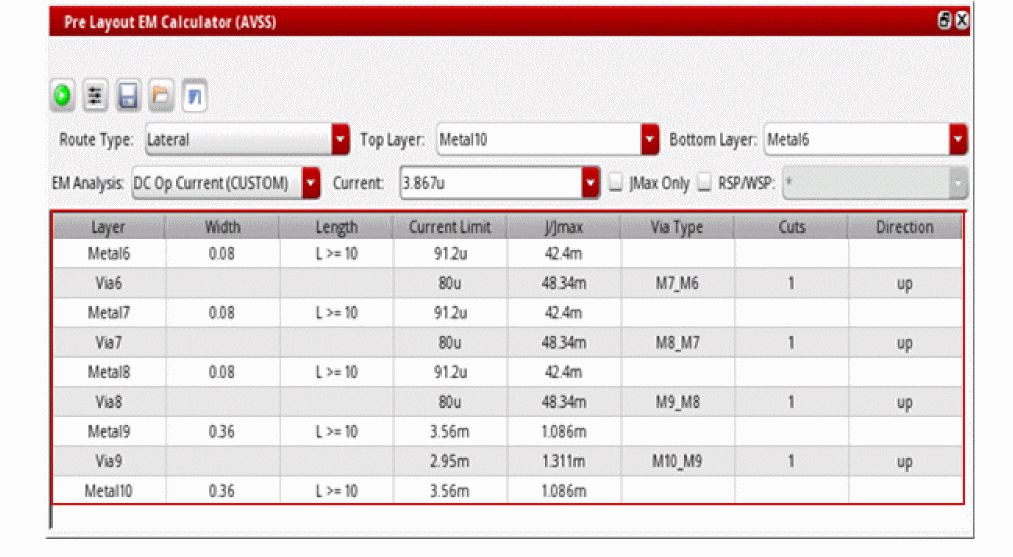 Pre Layout EM Calculator (AVSS)
Route Type: Lateral Top Layer: Metal10 Bottom Layer: Metal6
EM Analysis: DC Op Current (CUSTOM) Current: 3.867u JMax Only RSP/WSP: *
Layer Width Length Current Limit J/Jmax Via Type Cuts Direction
Metal6 0.08 L >= 10 91.2u 42.4m
Via6 80u 48.34m M7_M6 1 up
Metal7 0.08 L >= 10 91.2u 42.4m
Via7 80u 48.34m M8_M7 1 up
Metal8 0.08 L >= 10 91.2u 42.4m
Via8 80u 48.34m M9_M8 1 up
Metal9 0.36 L >= 10 3.56m 1.086m
Via9 2.95m 1.311m M10_M9 1 up
Metal10 0.36 L >= 10 3.56m 1.086m